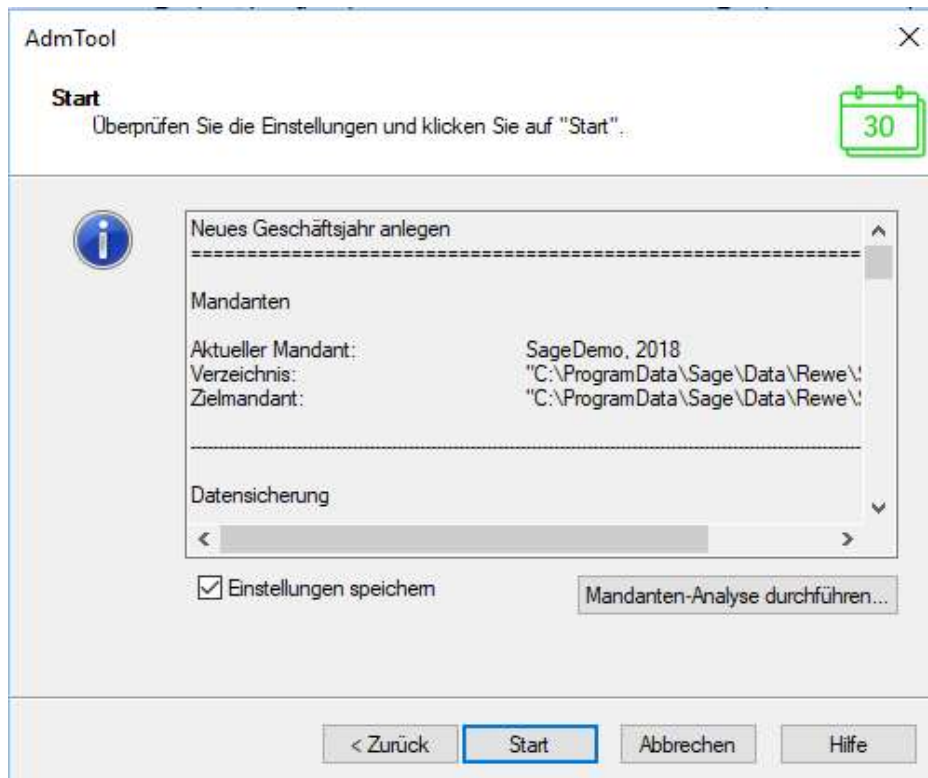 AdmTool
Start
Überprüfen Sie die Einstellungen und klicken Sie auf "Start".
30
Neues Geschäftsjahr anlegen
============================================================
Mandanten
Aktueller Mandant: SageDemo, 2018
Verzeichnis: "C:\ProgramData\Sage\Data\Rewe\
Zielmandant: "C:\ProgramData\Sage\Data\Rewe\
Datensicherung
Einstellungen speichern
Mandanten-Analyse durchführen...
< Zurück
Start
Abbrechen
Hilfe